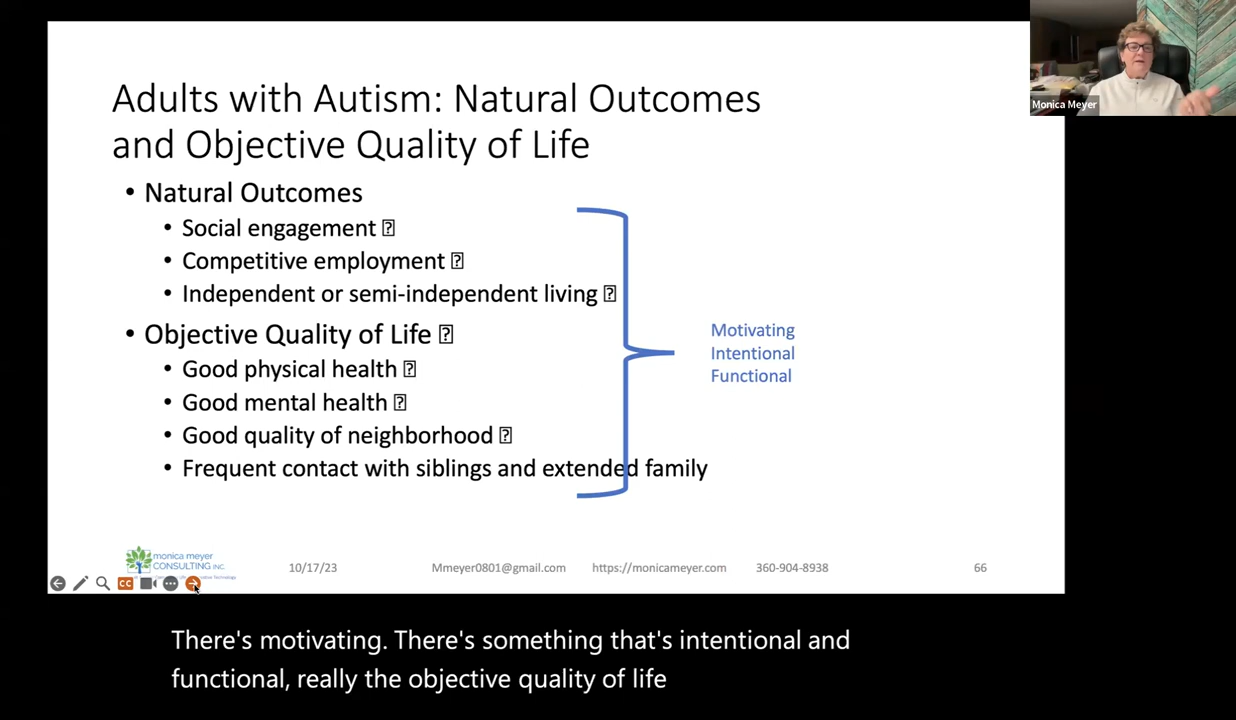 Adults with Autism: Natural Outcomes
and Objective Quality of Life
• Natural Outcomes
• Social engagement ⍰
• Competitive employment ⍰
• Independent or semi-independent living ⍰
• Objective Quality of Life ⍰
• Good physical health ⍰
• Good mental health ⍰
• Good quality of neighborhood ⍰
• Frequent contact with siblings and extended family
Motivating
Intentional
Functional
Monica Meyer
monica meyer
CONSULTING INC.
10/17/23
Mmeyer0801@gmail.com
https://monicameyer.com
360-904-8938
66
CC
There's motivating. There's something that's intentional and
functional, really the objective quality of life